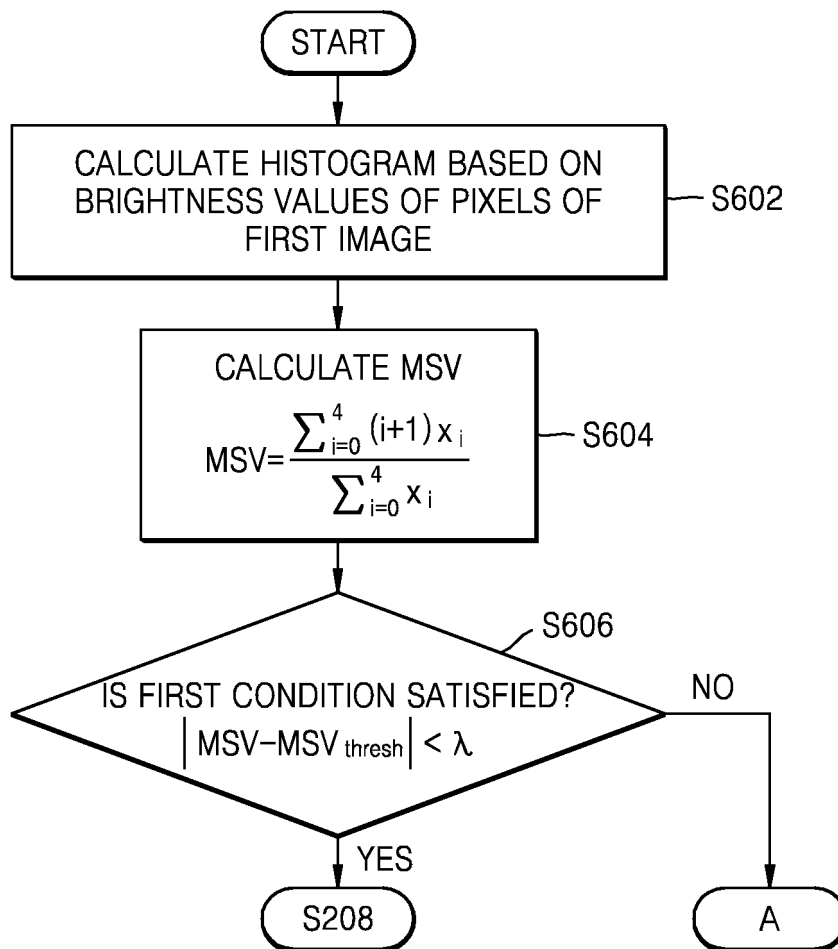 START
CALCULATE HISTOGRAM BASED ON
BRIGHTNESS VALUES OF PIXELS OF
FIRST IMAGE
S602
CALCULATE MSV
MSV=∑⁴ᵢ₌₀ (i+1) xᵢ / ∑⁴ᵢ₌₀ xᵢ
S604
S606
IS FIRST CONDITION SATISFIED?
|MSV−MSV thresh| < λ
NO
YES
S208
A